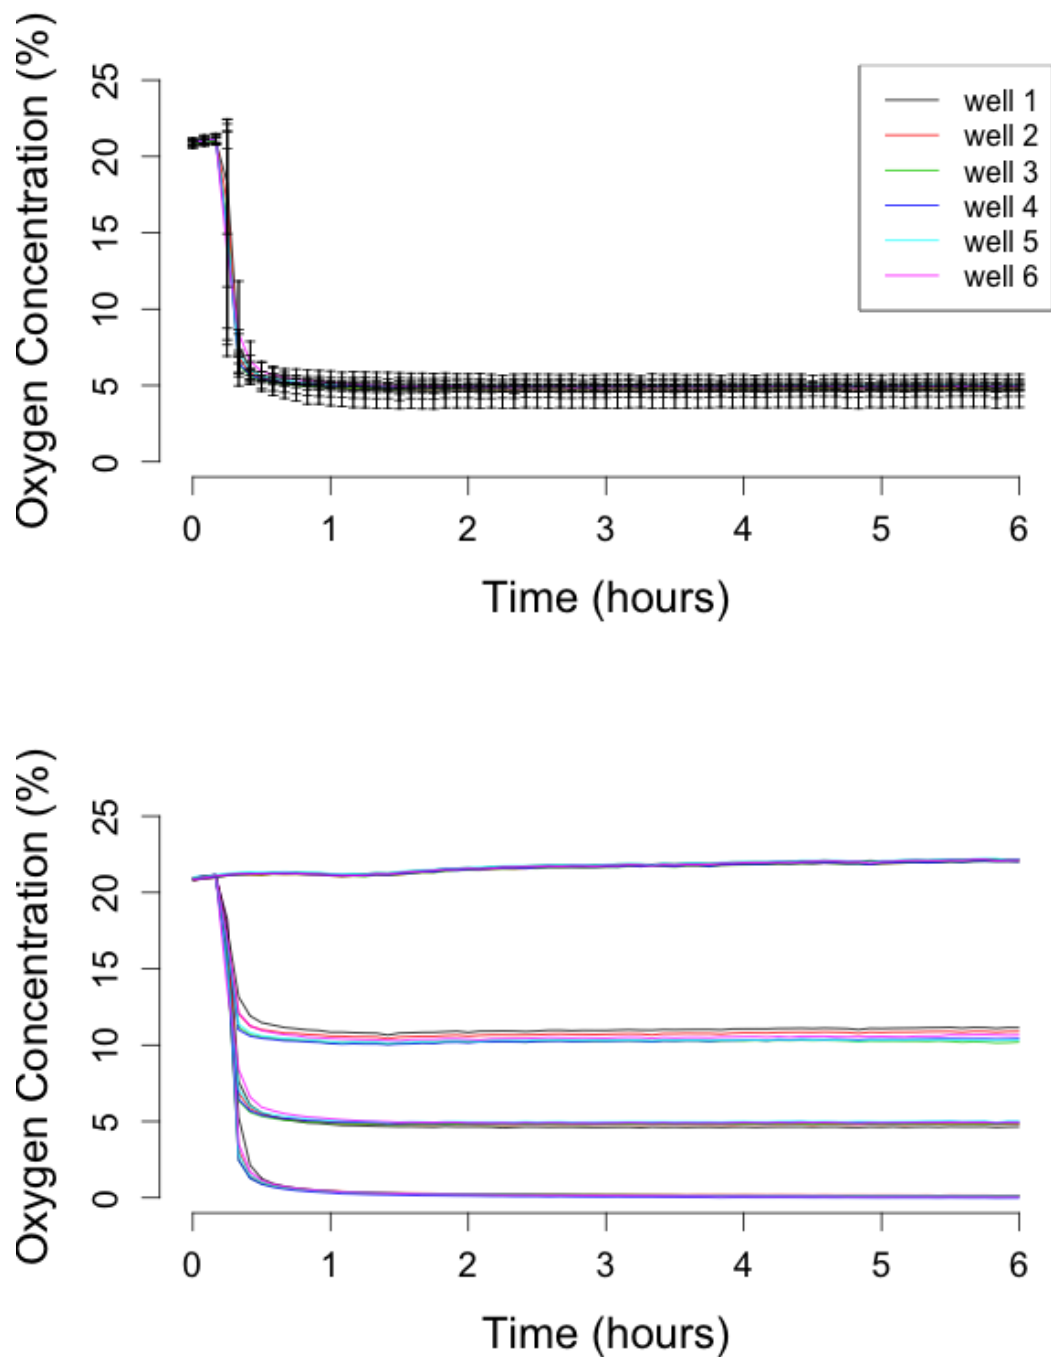 Oxygen Concentration (%)
25
20
15
10
5
0
0 1 2 3 4 5 6
Time (hours)
well 1
well 2
well 3
well 4
well 5
well 6
Oxygen Concentration (%)
25
20
15
10
5
0
0 1 2 3 4 5 6
Time (hours)